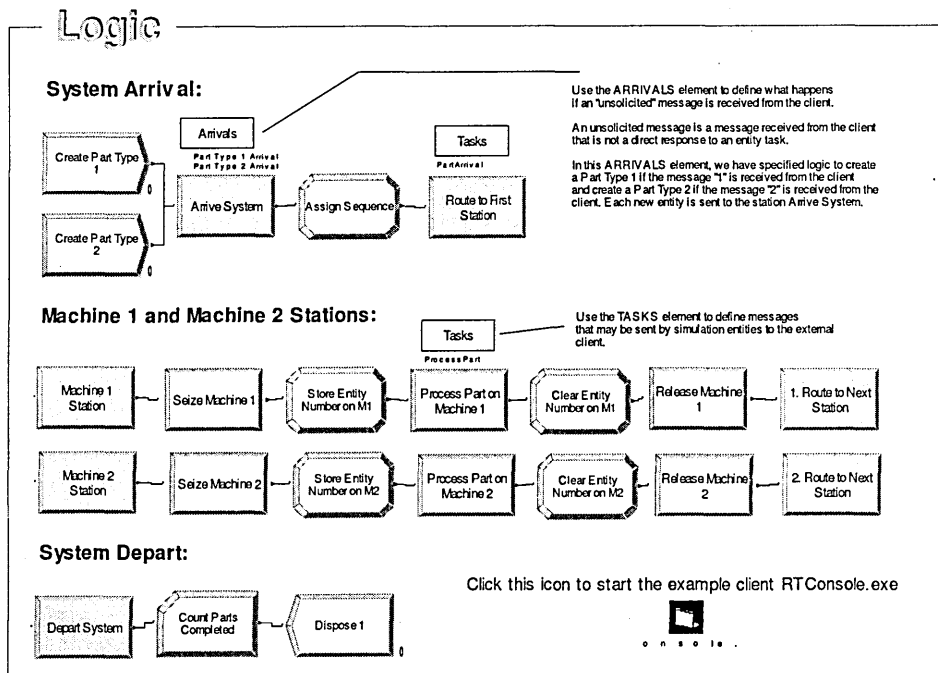 Logic
System Arrival:
Create Part Type
1
0
Create Part Type
2
0
Arrivals
Part Type 1 Arrival
Part Type 2 Arrival
Arrive System
Assign Sequence
Tasks
PartArrival
Route to First
Station
Use the ARRIVALS element to define what happens
if an "unsolicited" message is received from the client.
An unsolicited message is a message received from the client
that is not a direct response to an entity task.
In this ARRIVALS element, we have specified logic to create
a Part Type 1 if the message "1" is received from the client
and create a Part Type 2 if the message "2" is received from the
client. Each new entity is sent to the station Arrive System.
Machine 1 and Machine 2 Stations:
Tasks
ProcessPart
Use the TASKS element to define messages
that may be sent by simulation entities to the external
client.
Machine 1
Station
Seize Machine 1
Store Entity
Number on M1
Process Part on
Machine 1
Clear Entity
Number on M1
Release Machine
1
1. Route to Next
Station
Machine 2
Station
Seize Machine 2
Store Entity
Number on M2
Process Part on
Machine 2
Clear Entity
Number on M2
Release Machine
2
2. Route to Next
Station
System Depart:
Depart System
Count Parts
Completed
Dispose 1
0
Click this icon to start the example client RTConsole.exe
o n s o l e .